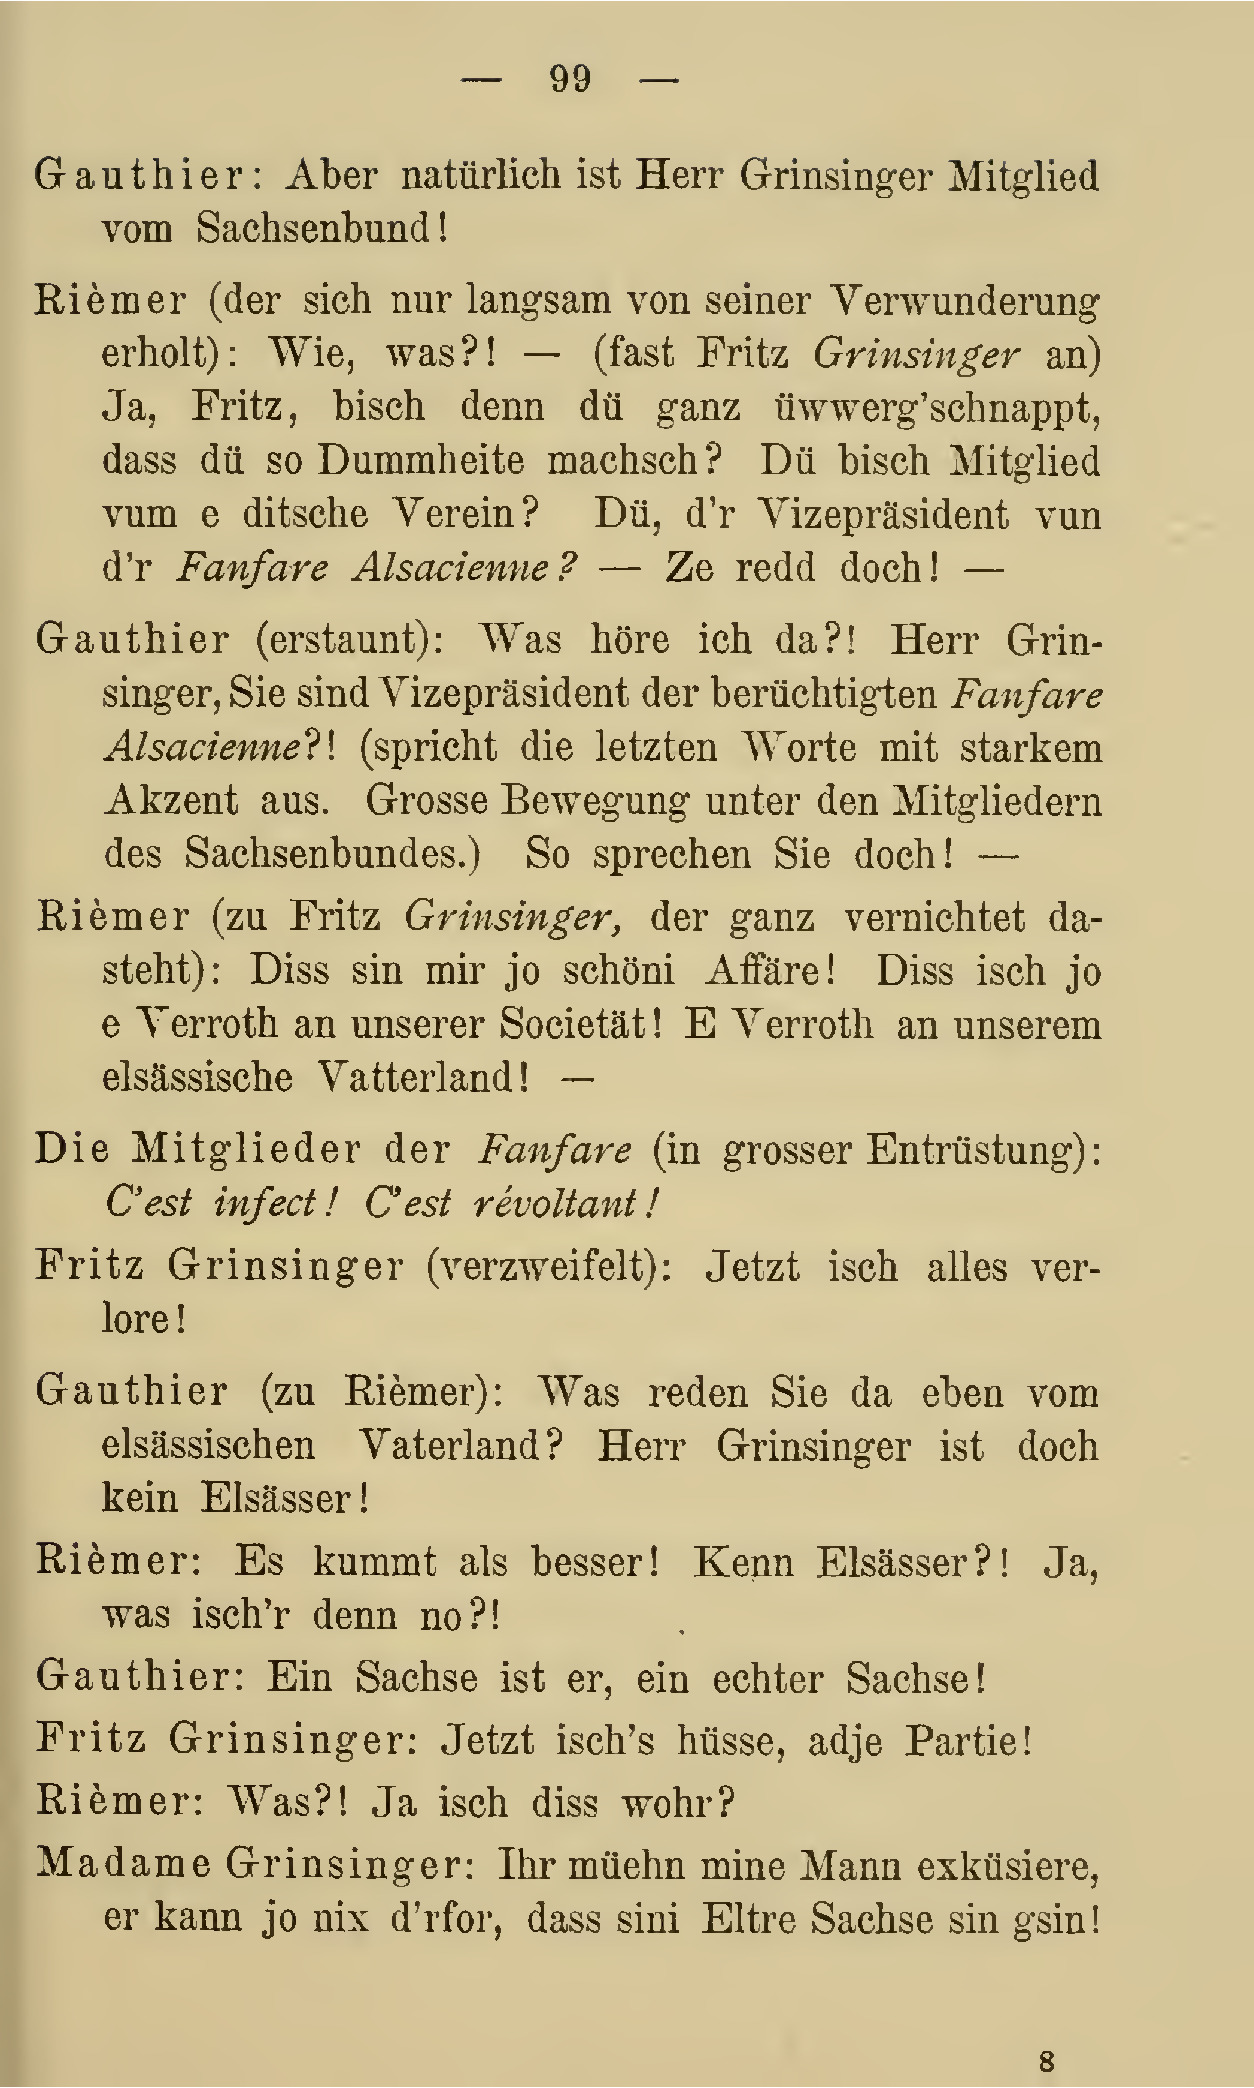 — 99 —
Gauthier: Aber natürlich ist Herr Grinsinger Mitglied
vom Sachsenbund!
Rièmer (der sich nur langsam von seiner Verwunderung
erholt): Wie, was?! — (fast Fritz Grinsinger an)
Ja, Fritz, bisch denn dü ganz üwwerg'schnappt,
dass dü so Dummheite machsch? Dü bisch Mitglied
vum e ditsche Verein? Dü, d'r Vizepräsident vun
d'r Fanfare Alsacienne? — Ze redd doch! —
Gauthier (erstaunt): Was höre ich da?! Herr Grin-
singer, Sie sind Vizepräsident der berüchtigten Fanfare
Alsacienne?! (spricht die letzten Worte mit starkem
Akzent aus. Grosse Bewegung unter den Mitgliedern
des Sachsenbundes.) So sprechen Sie doch! —
Rièmer (zu Fritz Grinsinger, der ganz vernichtet da-
steht): Diss sin mir jo schöni Affäre! Diss isch jo
e Verroth an unserer Societät! E Verroth an unserem
elsässische Vatterland! —
Die Mitglieder der Fanfare (in grosser Entrüstung):
C'est infect! C'est révoltant!
Fritz Grinsinger (verzweifelt): Jetzt isch alles ver-
lore!
Gauthier (zu Rièmer): Was reden Sie da eben vom
elsässischen Vaterland? Herr Grinsinger ist doch
kein Elsässer!
Rièmer: Es kummt als besser! Kenn Elsässer?! Ja,
was isch'r denn no?!
Gauthier: Ein Sachse ist er, ein echter Sachse!
Fritz Grinsinger: Jetzt isch's hüsse, adje Partie!
Rièmer: Was?! Ja isch diss wohr?
Madame Grinsinger: Ihr müehn mine Mann exküsiere,
er kann jo nix d'rfor, dass sini Eltre Sachse sin gsin!
8